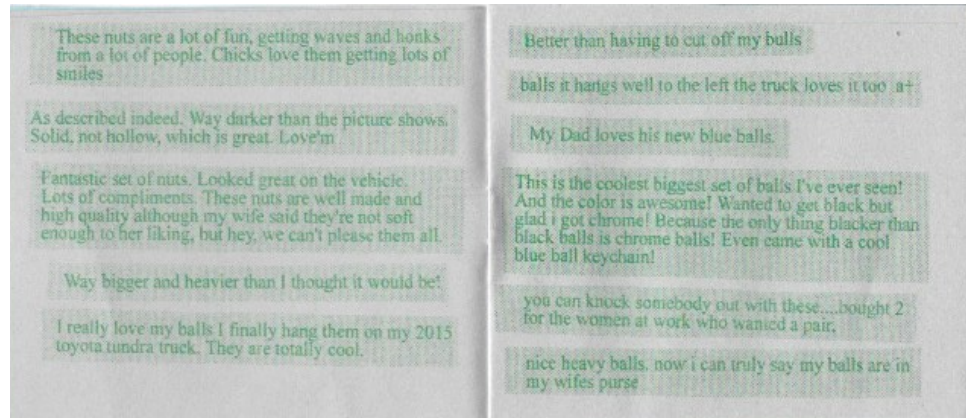 These nuts are a lot of fun, getting waves and honks
from a lot of people. Chicks love them getting lots of
smiles
As described indeed. Way darker than the picture shows.
Solid, not hollow, which is great. Love'm
Fantastic set of nuts. Looked great on the vehicle.
Lots of compliments. These nuts are well made and
high quality although my wife said they're not soft
enough to her liking, but hey, we can't please them all.
Way bigger and heavier than I thought it would be!
I really love my balls I finally hang them on my 2015
toyota tundra truck. They are totally cool.
Better than having to cut off my bulls
balls it hangs well to the left the truck loves it too a+
My Dad loves his new blue balls.
This is the coolest biggest set of balls I've ever seen!
And the color is awesome! Wanted to get black but
glad i got chrome! Because the only thing blacker than
black balls is chrome balls! Even came with a cool
blue ball keychain!
you can knock somebody out with these....bought 2
for the women at work who wanted a pair.
nice heavy balls. now i can truly say my balls are in
my wifes purse